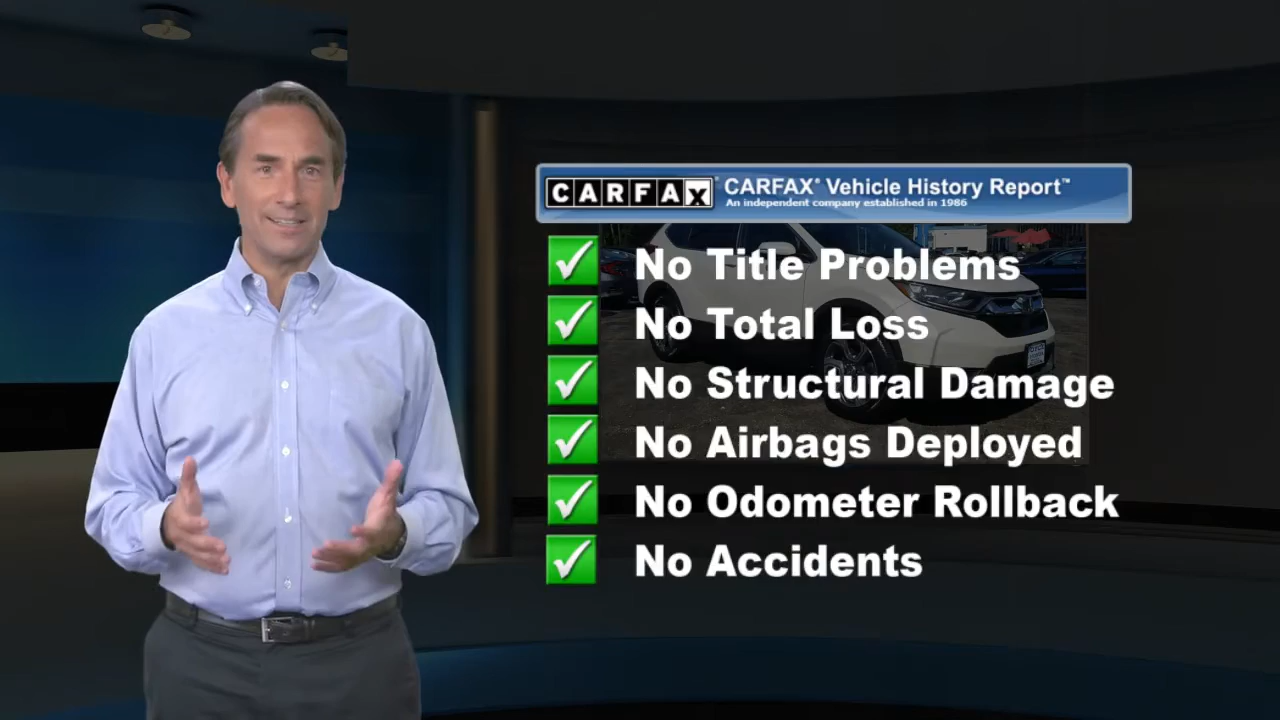 CARFAX® CARFAX® Vehicle History Report™
An independent company established in 1986
No Title Problems
No Total Loss
No Structural Damage
No Airbags Deployed
No Odometer Rollback
No Accidents